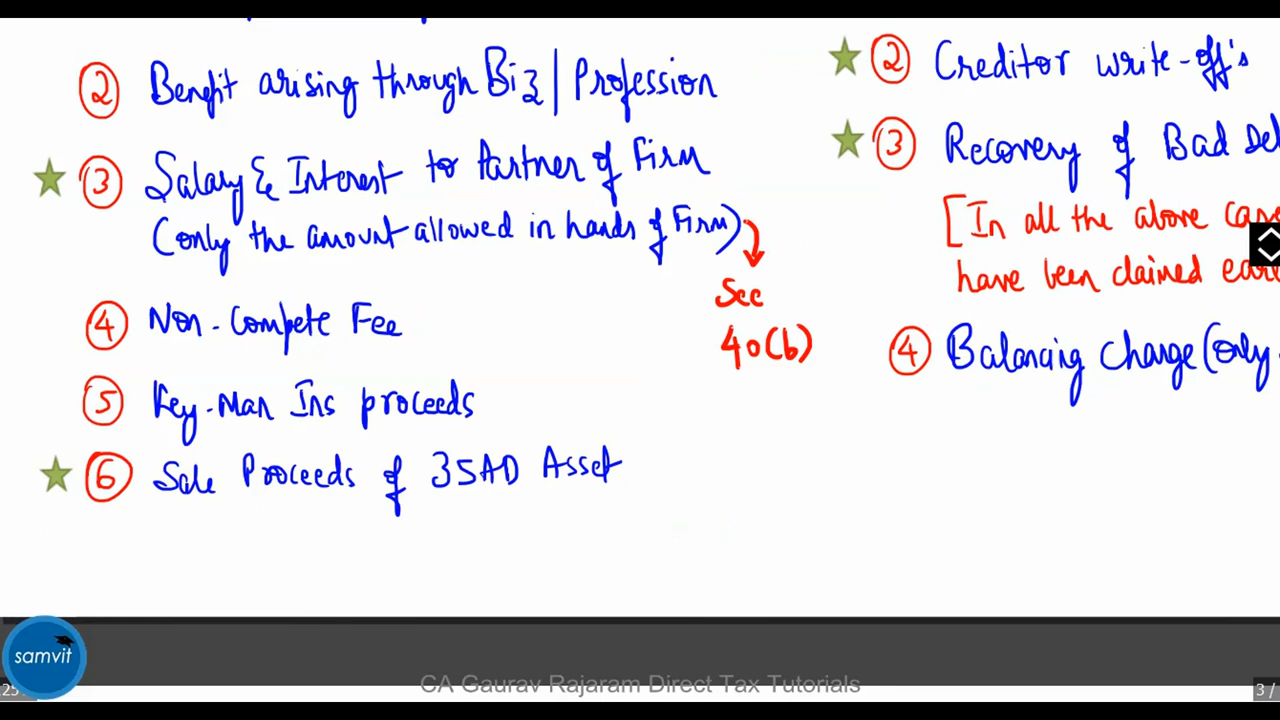 ② Benefit arising through Biz | Profession
③ Salary & Interest to Partner of Firm
(only the amount allowed in hands of Firm)
Sec
40(b)
④ Non-Compete Fee
⑤ Key-Man Ins proceeds
⑥ Sale Proceeds of 35AD Asset
② Creditor write-off's
③ Recovery of Bad De
[In all the above
have been claimed
④ Balancing charge (only
samvit
CA Gaurav Rajaram Direct Tax Tutorials
25
3 /